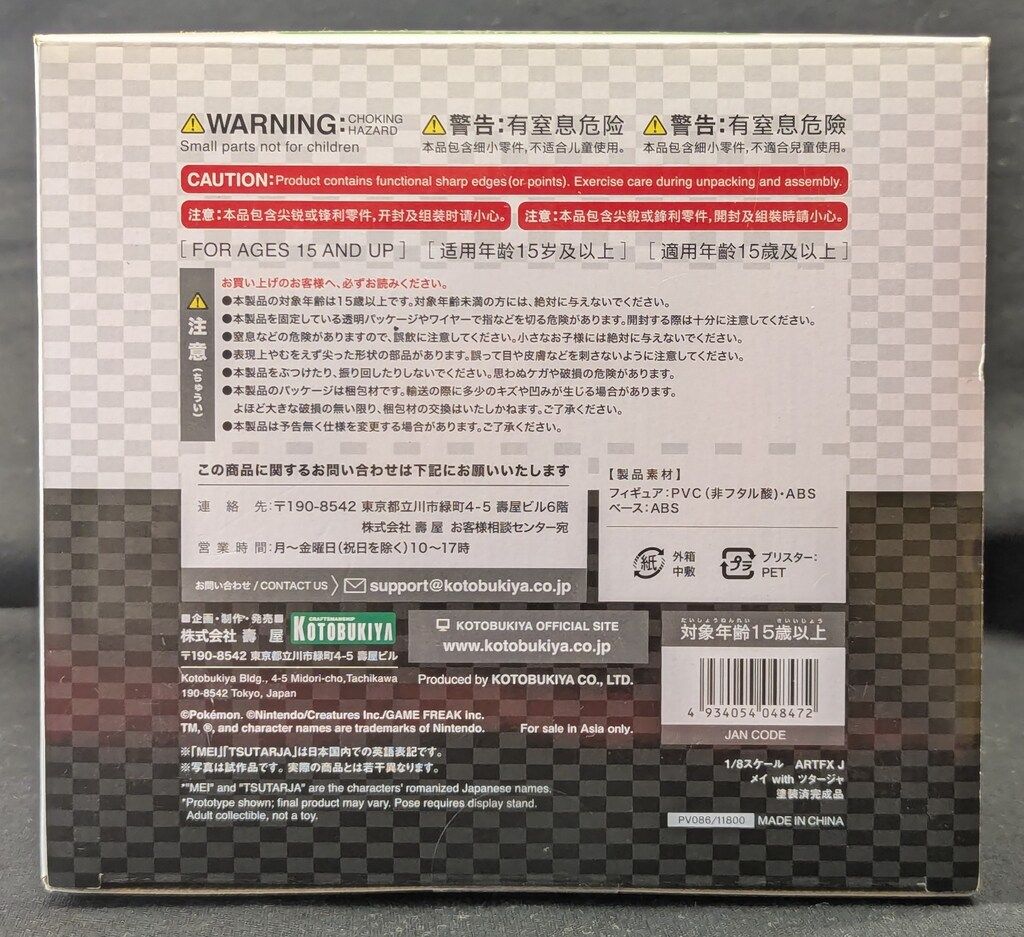 ⚠WARNING: CHOKING HAZARD
Small parts not for children
⚠警告:有窒息危险
本品包含细小零件,不适合儿童使用。
⚠警告:有窒息危險
本品包含細小零件,不適合兒童使用。
CAUTION:Product contains functional sharp edges(or points). Exercise care during unpacking and assembly.
注意:本品包含尖锐或锋利零件,开封及组装时请小心。
注意:本品包含尖銳或鋒利零件,開封及組裝時請小心。
[ FOR AGES 15 AND UP ] [ 适用年龄15岁及以上 ] [ 適用年齡15歲及以上 ]
⚠注意(ちゅうい)
お買い上げのお客様へ、必ずお読みください。
●本製品の対象年齢は15歳以上です。対象年齢未満の方には、絶対に与えないでください。
●本製品を固定している透明パッケージやワイヤーで指などを切る危険があります。開封する際は十分に注意してください。
●窒息などの危険がありますので、誤飲に注意してください。小さなお子様には絶対に与えないでください。
●表現上やむをえず尖った形状の部品があります。誤って目や皮膚などを刺さないように注意してください。
●本製品をぶつけたり、振り回したりしないでください。思わぬケガや破損の危険があります。
●本製品のパッケージは梱包材です。輸送の際に多少のキズや凹みが生じる場合があります。
よほど大きな破損の無い限り、梱包材の交換はいたしかねます。ご了承ください。
●本製品は予告無く仕様を変更する場合があります。ご了承ください。
この商品に関するお問い合わせは下記にお願いいたします
連絡先:〒190-8542 東京都立川市緑町4-5 壽屋ビル6階
株式会社 壽屋 お客様相談センター宛
営業時間:月〜金曜日(祝日を除く)10〜17時
お問い合わせ / CONTACT US support@kotobukiya.co.jp
【製品素材】
フィギュア:PVC (非フタル酸)・ABS
ベース:ABS
紙 外箱
中敷
プラ ブリスター:
PET
■企画・制作・発売■
株式会社 壽屋
CRAFTSMANSHIP
KOTOBUKIYA
〒190-8542 東京都立川市緑町4-5 壽屋ビル
Kotobukiya Bldg., 4-5 Midori-cho,Tachikawa
190-8542 Tokyo, Japan
KOTOBUKIYA OFFICIAL SITE
www.kotobukiya.co.jp
Produced by KOTOBUKIYA CO., LTD.
©Pokémon. ©Nintendo/Creatures Inc./GAME FREAK inc.
TM, ®, and character names are trademarks of Nintendo.
For sale in Asia only.
※「MEI」「TSUTARJA」は日本国内での英語表記です。
※写真は試作品です。実際の商品とは若干異なります。
*"MEI" and "TSUTARJA" are the characters' romanized Japanese names.
*Prototype shown; final product may vary. Pose requires display stand.
Adult collectible, not a toy.
たいしょうねんれい さいいじょう
対象年齢15歳以上
4 934054 048472
JAN CODE
1/8スケール ARTFX J
メイ with ツタージャ
塗装済完成品
PV086/11800 MADE IN CHINA